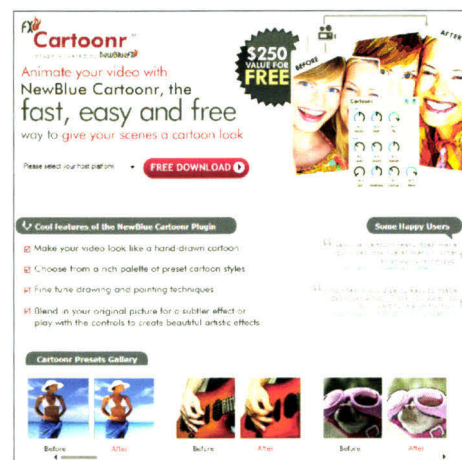 FX
Cartoonr
NewBlueFX
$250
VALUE FOR
FREE
BEFORE
AFTER
Animate your video with
NewBlue Cartoonr, the
fast, easy and free
way to give your scenes a cartoon look
Cartoonr
Please select your host platform
FREE DOWNLOAD
Cool features of the NewBlue Cartoonr Plugin
Some Happy Users
Make your video look like a hand-drawn cartoon
Choose from a rich palette of preset cartoon styles
Fine tune drawing and painting techniques
Blend in your original picture for a subtler effect or
play with the controls to create beautiful artistic effects
Cartoonr Presets Gallery
Before
After
Before
After
Before
After